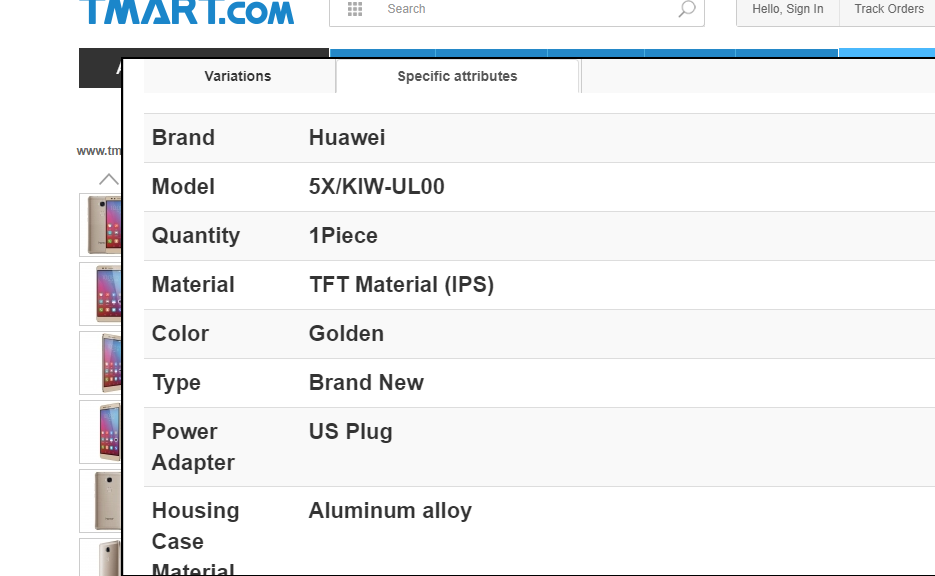 TMART.COM
Search
Hello, Sign In
Track Orders
www.tm
Variations
Specific attributes
Brand
Huawei
Model
5X/KIW-UL00
Quantity
1Piece
Material
TFT Material (IPS)
Color
Golden
Type
Brand New
Power
Adapter
US Plug
Housing
Case
Material
Aluminum alloy